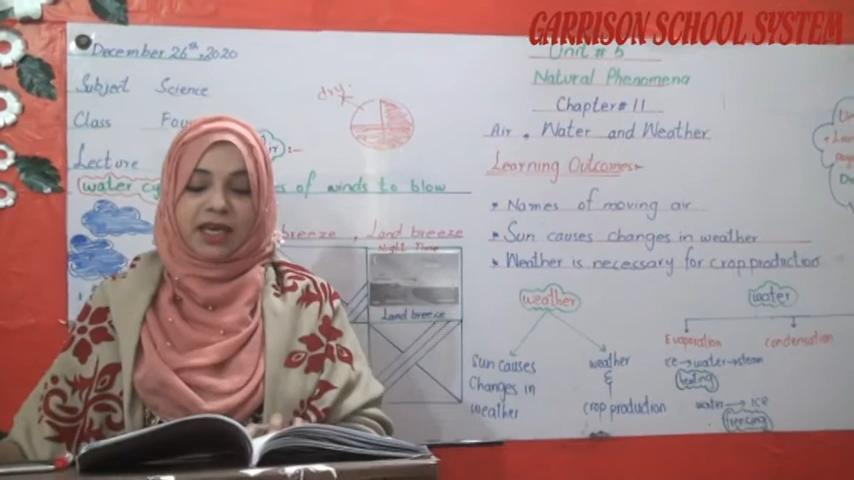 GARRISON SCHOOL SYSTEM
December 26th, 2020
Subject Science
Class Fou
Lecture
dry:-
water cy
of winds to blow
breeze , Land breeze
Night Time
Land breeze
Unit # 5
Natural Phenomena
Chapter # 11
Air , Water and Weather
Learning Outcomes:-
* Names of moving air
* Sun causes changes in weather
* Weather is necessary for crop production
weather
Sun causes
Changes in
weather
weather
&
crop production
water
Evaporation
condensation
ice → water → steam
heating
water → ice
freezing